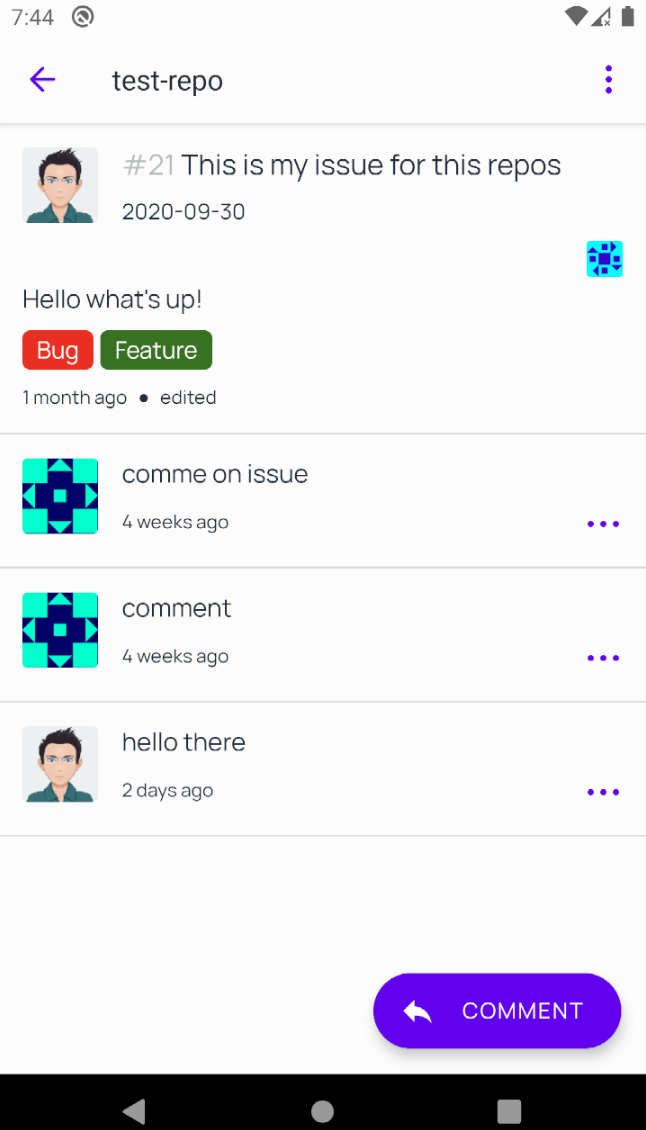 7:44
test-repo
#21 This is my issue for this repos
2020-09-30
Hello what's up!
Bug Feature
1 month ago ● edited
comme on issue
4 weeks ago
comment
4 weeks ago
hello there
2 days ago
COMMENT